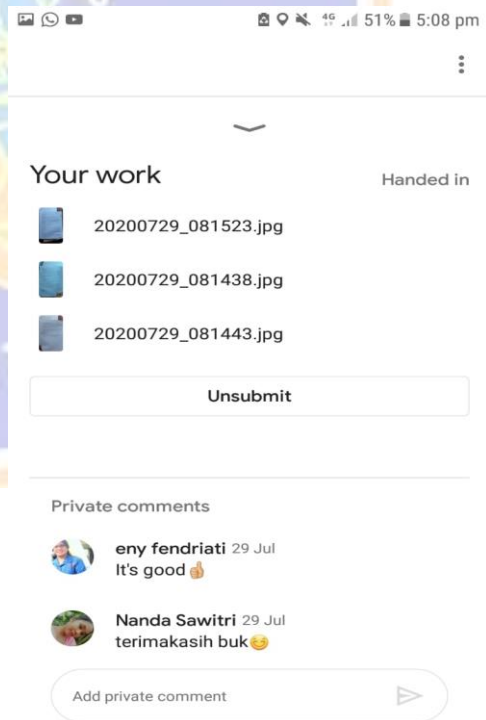 4G 51% 5:08 pm
Your work
Handed in
20200729_081523.jpg
20200729_081438.jpg
20200729_081443.jpg
Unsubmit
Private comments
eny fendriati 29 Jul
It's good👍
Nanda Sawitri 29 Jul
terimakasih buk😊
Add private comment